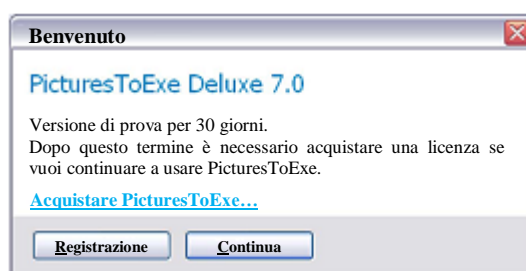 Benvenuto
PicturesToExe Deluxe 7.0
Versione di prova per 30 giorni.
Dopo questo termine è necessario acquistare una licenza se
vuoi continuare a usare PicturesToExe.
Acquistare PicturesToExe…
Registrazione
Continua